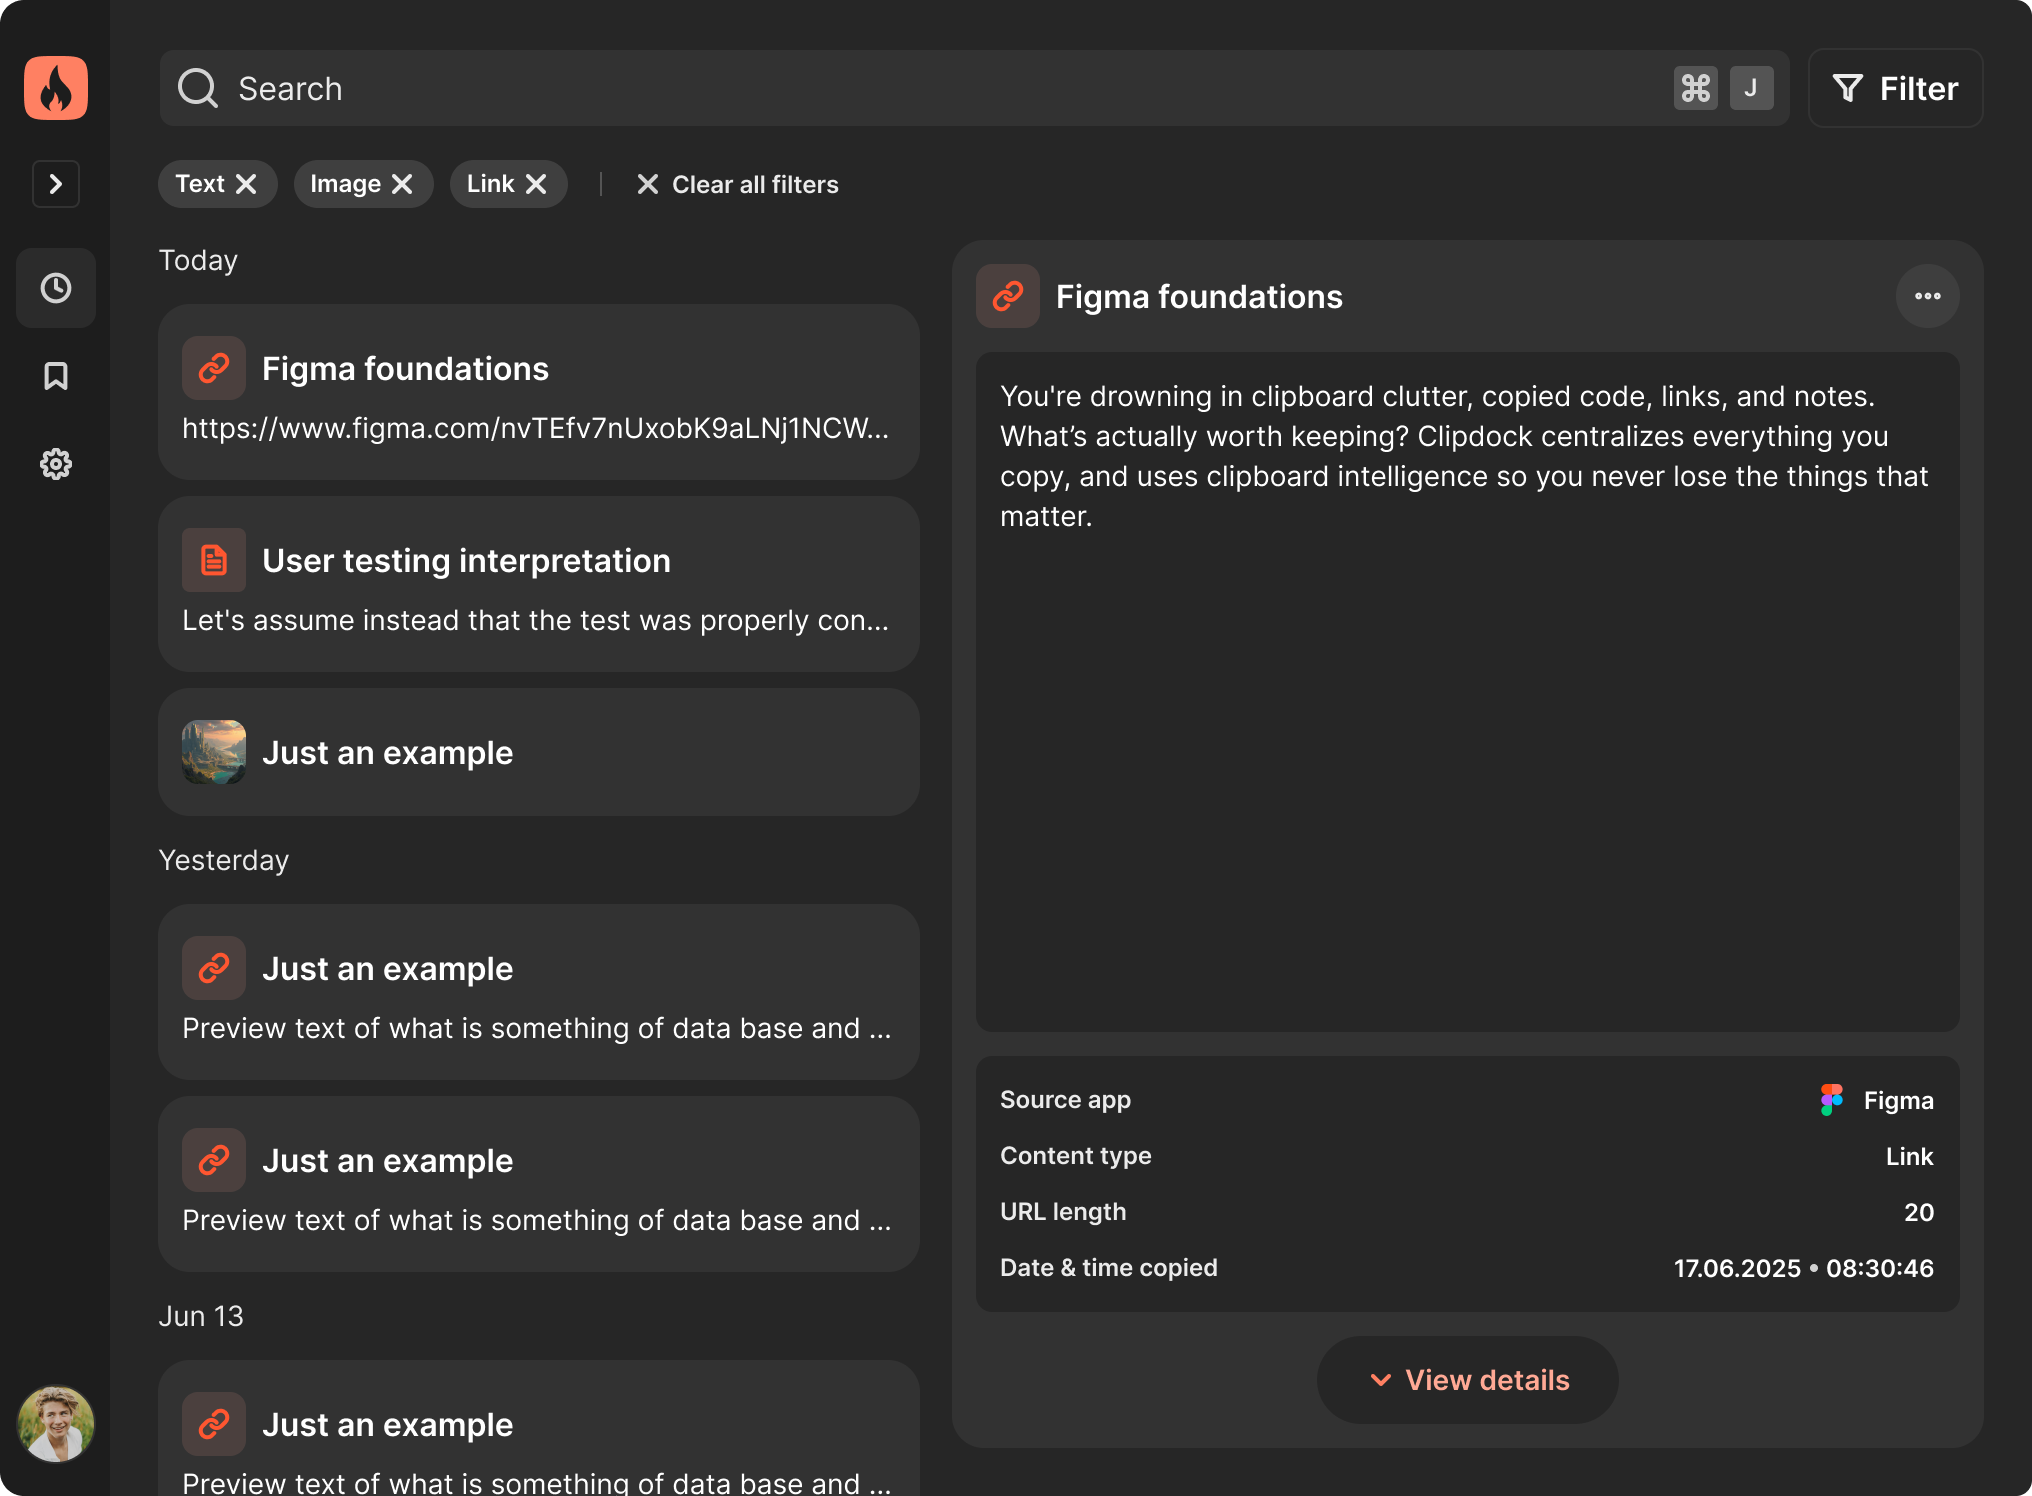 Search
⌘ J
Filter
Text
Image
Link
Clear all filters
Today
Figma foundations
https://www.figma.com/nvTEfv7nUxobK9aLNj1NCW...
User testing interpretation
Let's assume instead that the test was properly con...
Just an example
Yesterday
Just an example
Preview text of what is something of data base and ...
Just an example
Preview text of what is something of data base and ...
Jun 13
Just an example
Preview text of what is something of data base and ...
Figma foundations
You're drowning in clipboard clutter, copied code, links, and notes.
What’s actually worth keeping? Clipdock centralizes everything you
copy, and uses clipboard intelligence so you never lose the things that
matter.
Source app Figma
Content type Link
URL length 20
Date & time copied 17.06.2025 • 08:30:46
View details